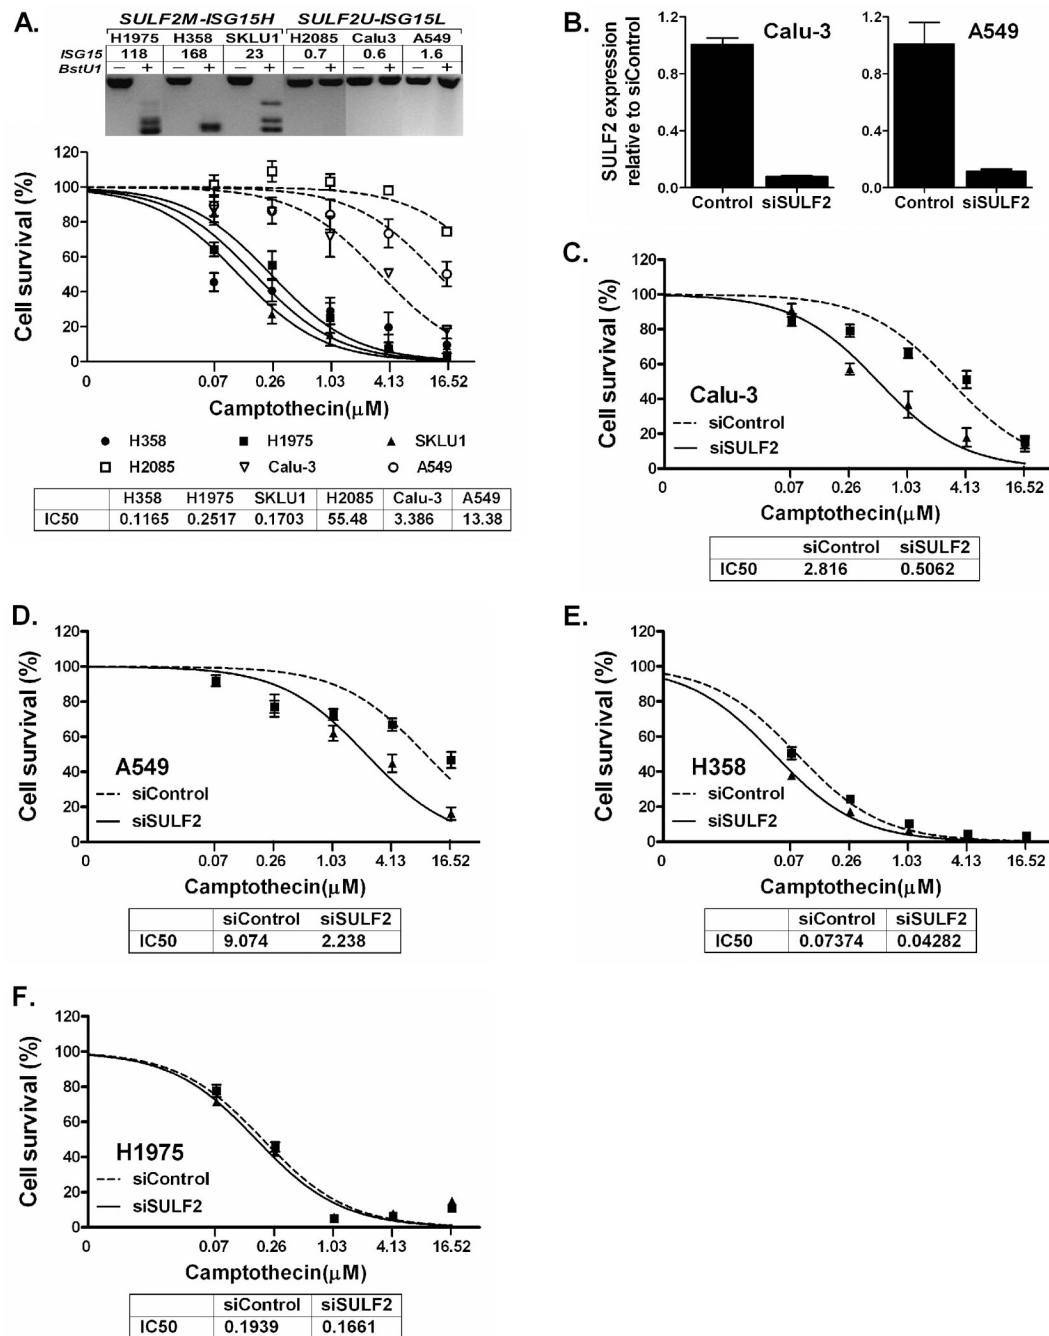 A.
SULF2M-ISG15H SULF2U-ISG15L
H1975 H358 SKLU1 H2085 Calu3 A549
ISG15 118 168 23 0.7 0.6 1.6
BstU1 – + – + – + – + – + – +
120
100
80
60
40
20
0
Cell survival (%)
0 0.07 0.26 1.03 4.13 16.52
Camptothecin(μM)
H358 H1975 SKLU1
H2085 Calu-3 A549
H358 H1975 SKLU1 H2085 Calu-3 A549
IC50 0.1165 0.2517 0.1703 55.48 3.386 13.38
B.
SULF2 expression
relative to siControl
1.2
0.8
0.4
0.0
Calu-3
Control siSULF2
1.2
0.8
0.4
0.0
A549
Control siSULF2
C.
120
100
80
60
40
20
0
Cell survival (%)
Calu-3
siControl
siSULF2
0 0.07 0.26 1.03 4.13 16.52
Camptothecin(μM)
siControl siSULF2
IC50 2.816 0.5062
D.
120
100
80
60
40
20
0
Cell survival (%)
A549
siControl
siSULF2
0 0.07 0.26 1.03 4.13 16.52
Camptothecin(μM)
siControl siSULF2
IC50 9.074 2.238
E.
120
100
80
60
40
20
0
Cell survival (%)
H358
siControl
siSULF2
0 0.07 0.26 1.03 4.13 16.52
Camptothecin(μM)
siControl siSULF2
IC50 0.07374 0.04282
F.
120
100
80
60
40
20
0
Cell survival (%)
H1975
siControl
siSULF2
0 0.07 0.26 1.03 4.13 16.52
Camptothecin(μM)
siControl siSULF2
IC50 0.1939 0.1661